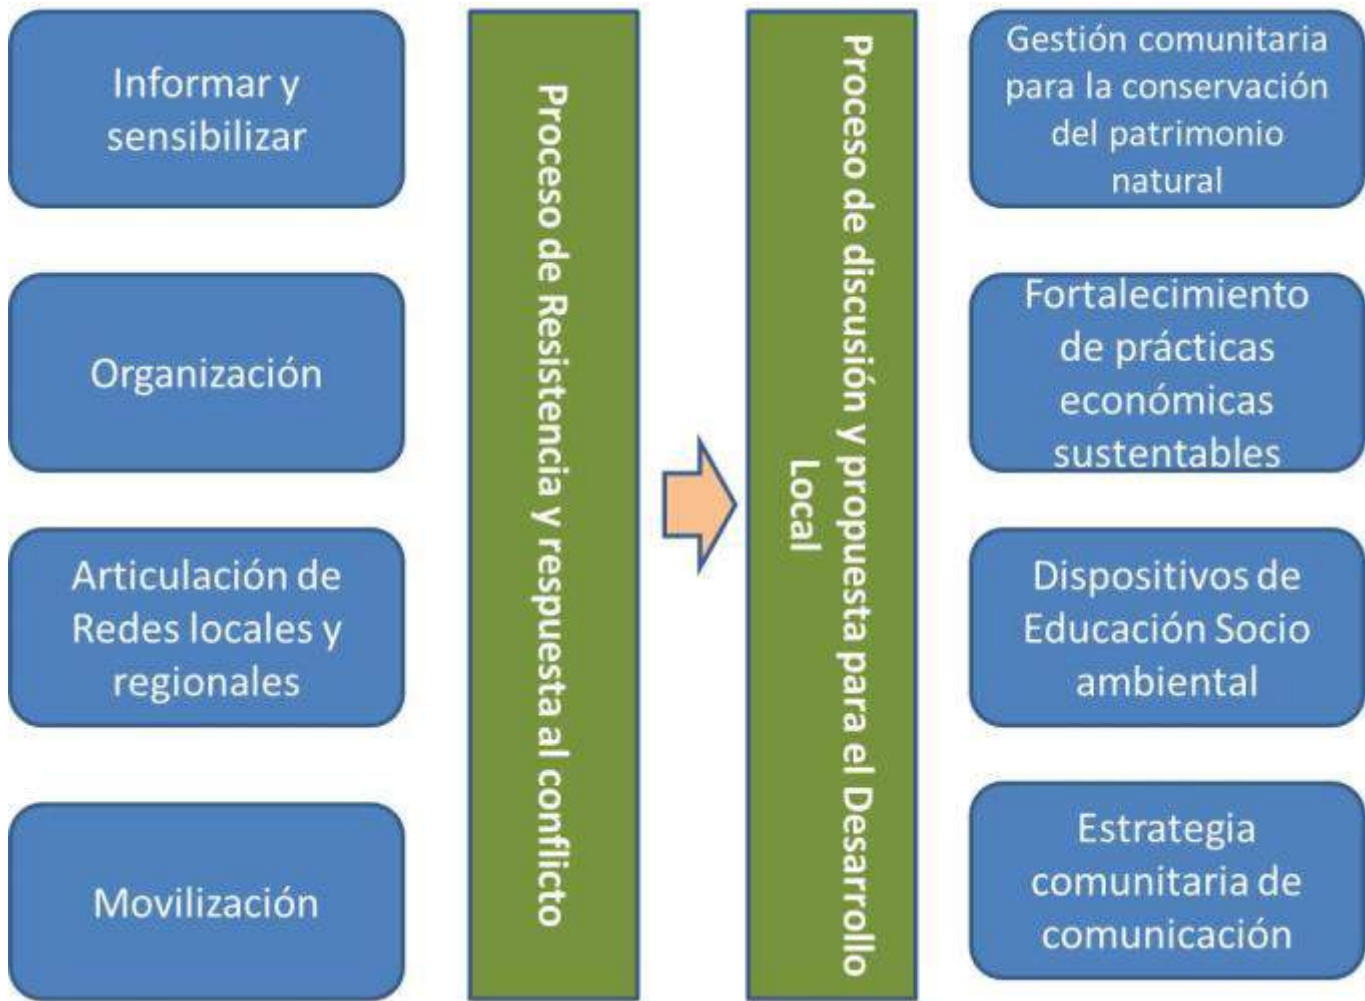 Informar y
sensibilizar
Organización
Articulación de
Redes locales y
regionales
Movilización
Proceso de Resistencia y respuesta al conflicto
Proceso de discusión y propuesta para el Desarrollo
Local
Gestión comunitaria
para la conservación
del patrimonio
natural
Fortalecimiento
de prácticas
económicas
sustentables
Dispositivos de
Educación Socio
ambiental
Estrategia
comunitaria de
comunicación